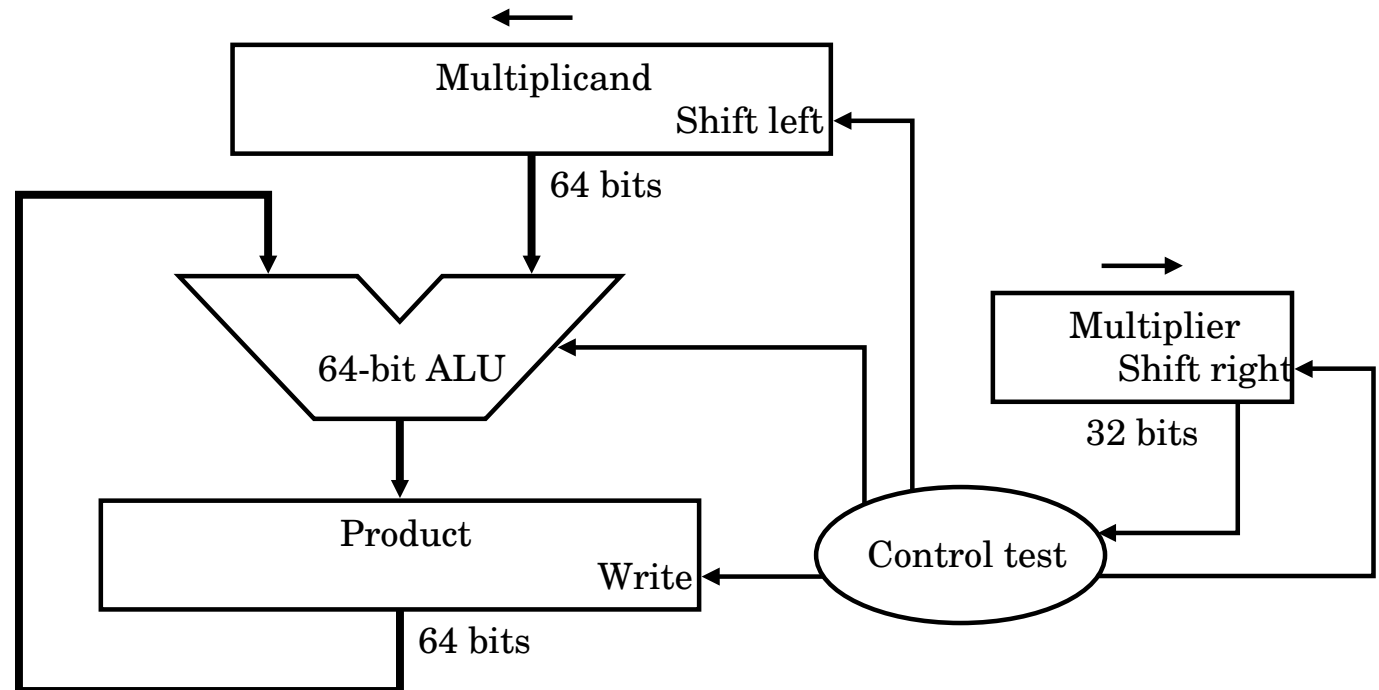 Multiplicand
Shift left
64 bits
64-bit ALU
Multiplier
Shift right
32 bits
Product
Write
64 bits
Control test